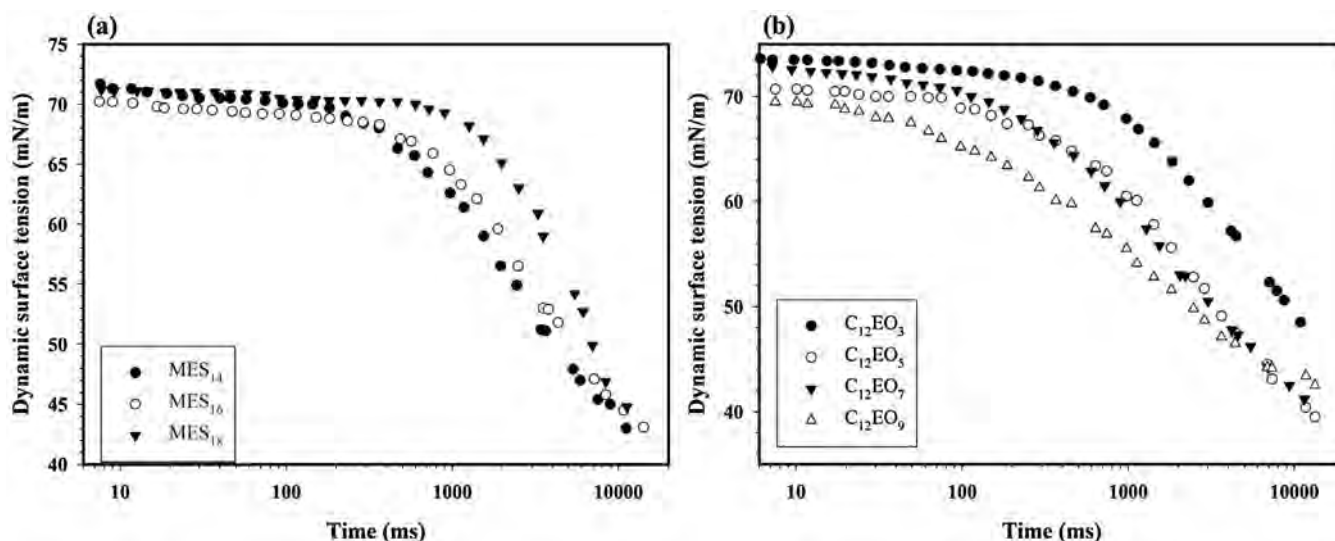 (a)
75
70
65
60
55
50
45
40
Dynamic surface tension (mN/m)
MES₁₄
MES₁₆
MES₁₈
10 100 1000 10000
Time (ms)
(b)
70
60
50
40
Dynamic surface tension (mN/m)
C₁₂EO₃
C₁₂EO₅
C₁₂EO₇
C₁₂EO₉
10 100 1000 10000
Time (ms)